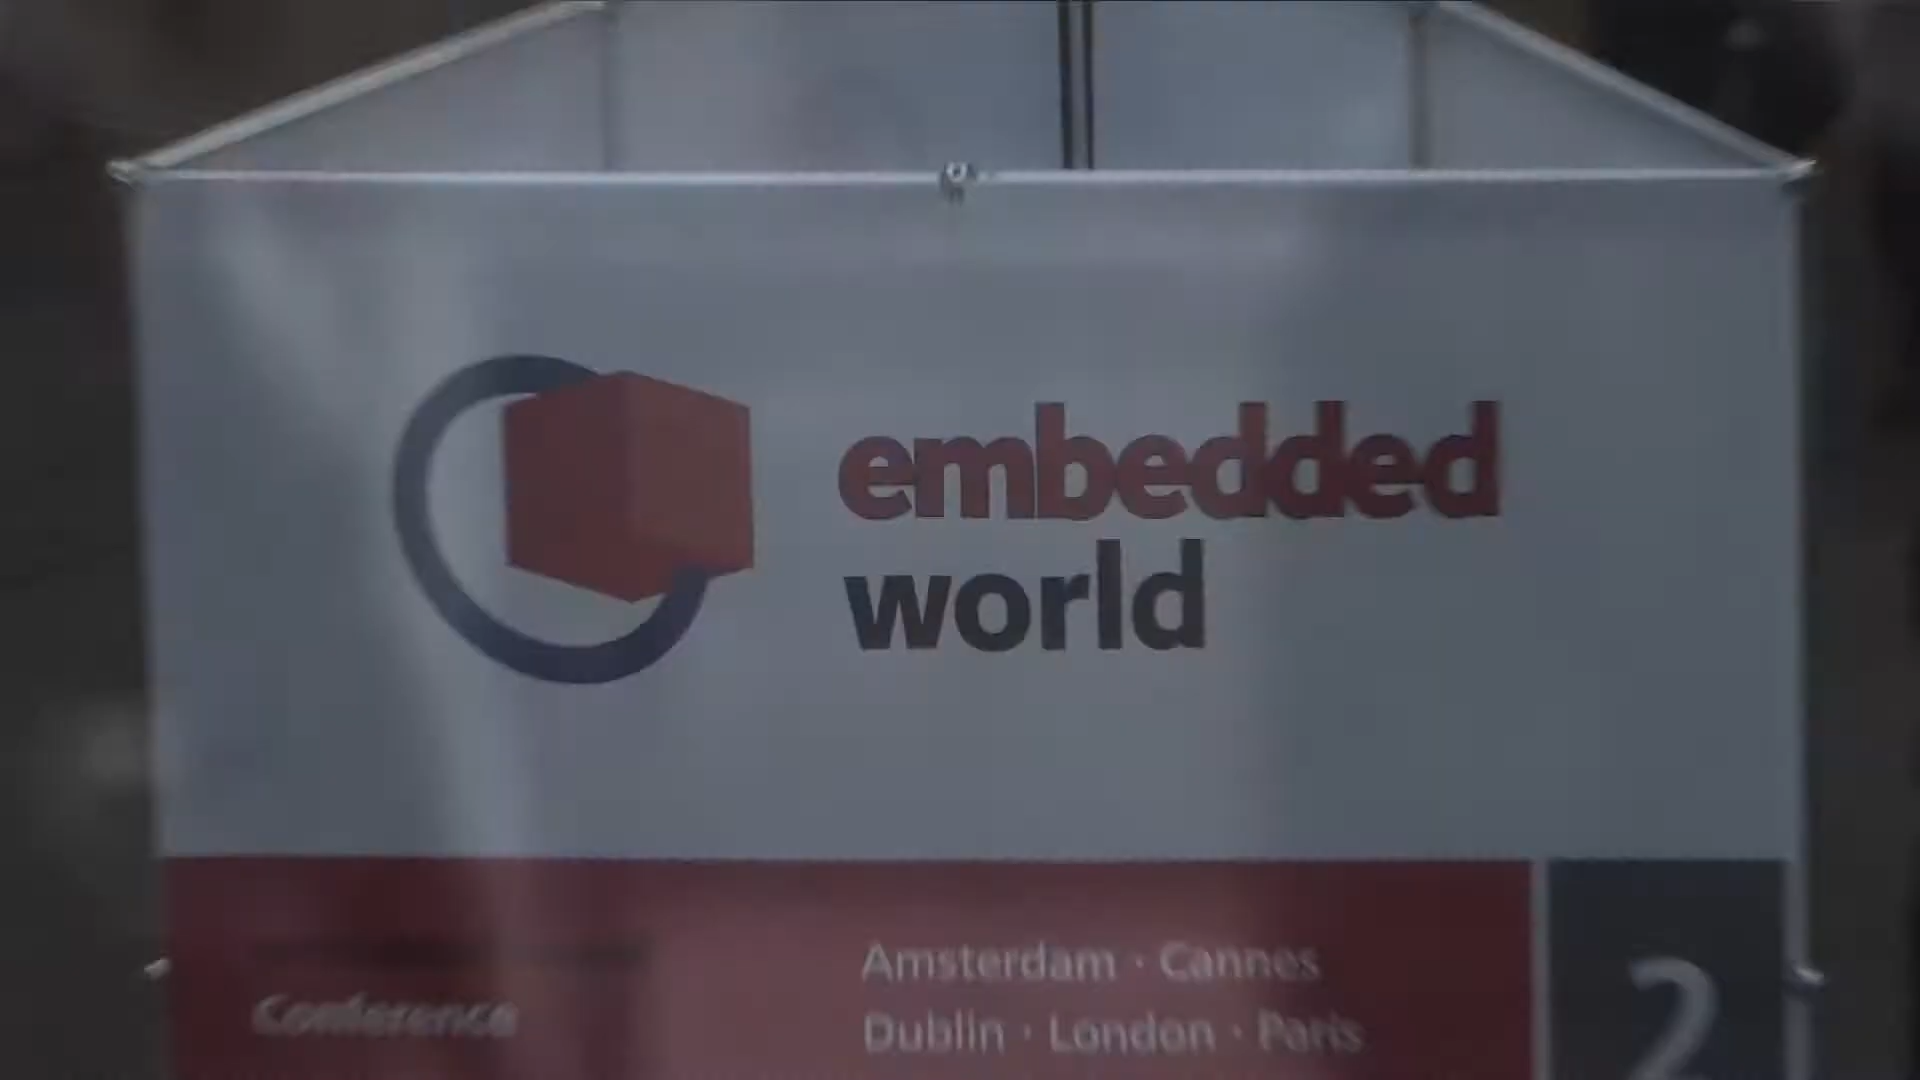 embedded
world
Conference
Amsterdam · Cannes
Dublin · London · Paris
2